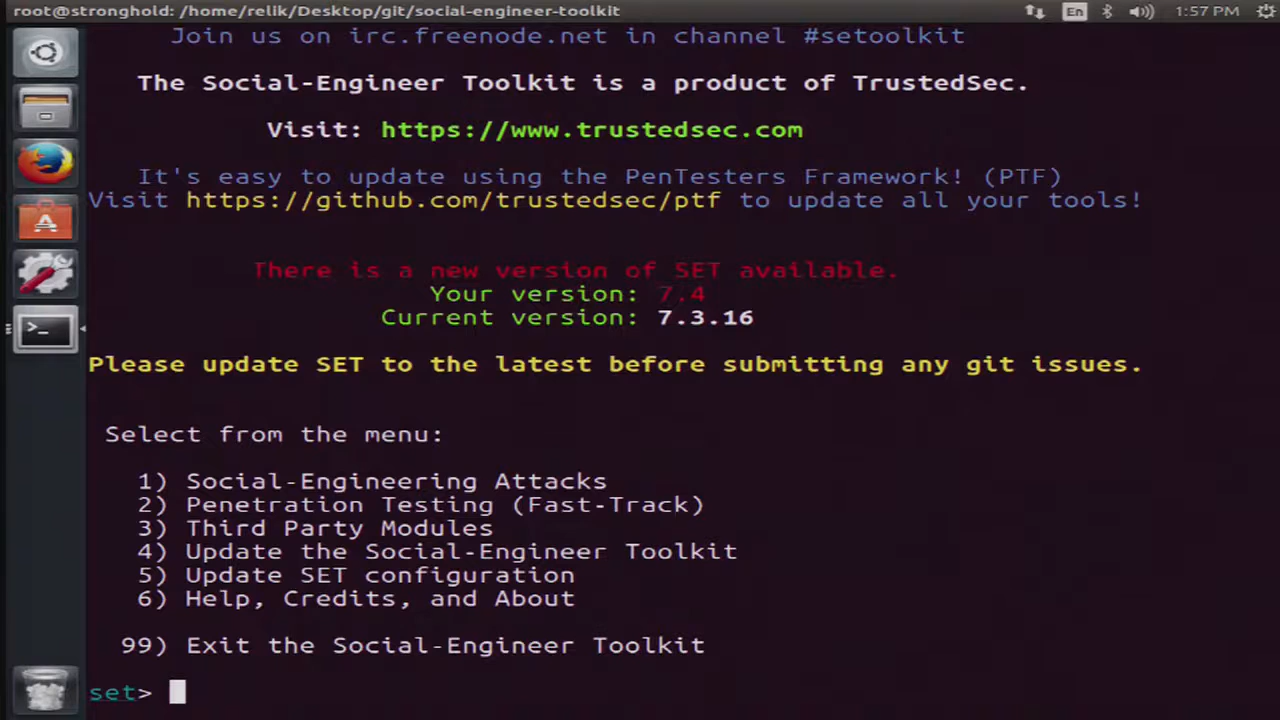 root@stronghold: /home/relik/Desktop/git/social-engineer-toolkit En 1:57 PM
Join us on irc.freenode.net in channel #setoolkit
The Social-Engineer Toolkit is a product of TrustedSec.
Visit: https://www.trustedsec.com
It's easy to update using the PenTesters Framework! (PTF)
Visit https://github.com/trustedsec/ptf to update all your tools!
There is a new version of SET available.
Your version: 7.4
Current version: 7.3.16
Please update SET to the latest before submitting any git issues.
Select from the menu:
1) Social-Engineering Attacks
2) Penetration Testing (Fast-Track)
3) Third Party Modules
4) Update the Social-Engineer Toolkit
5) Update SET configuration
6) Help, Credits, and About
99) Exit the Social-Engineer Toolkit
set>